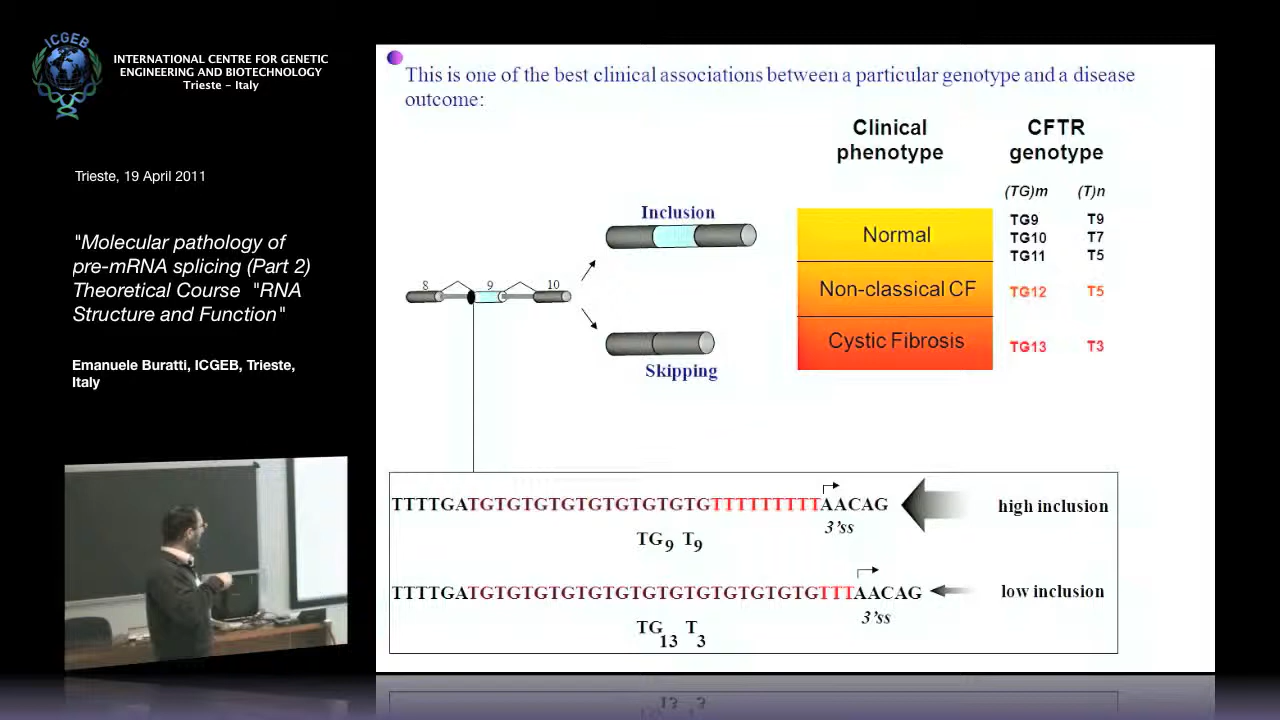 ICGEB
INTERNATIONAL CENTRE FOR GENETIC
ENGINEERING AND BIOTECHNOLOGY
Trieste - Italy
Trieste, 19 April 2011
"Molecular pathology of
pre-mRNA splicing (Part 2)
Theoretical Course "RNA
Structure and Function"
Emanuele Buratti, ICGEB, Trieste,
Italy
This is one of the best clinical associations between a particular genotype and a disease
outcome:
Clinical
phenotype
CFTR
genotype
(TG)m (T)n
Inclusion
8 9 10
Skipping
Normal
TG9 T9
TG10 T7
TG11 T5
Non-classical CF
TG12 T5
Cystic Fibrosis
TG13 T3
TTTTGATGTGTGTGTGTGTGTGTGTTTTTTTTTAACAG
high inclusion
3'ss
TG9 T9
TTTTGATGTGTGTGTGTGTGTGTGTGTGTGTGTTTAACAG
low inclusion
3'ss
TG13 T3